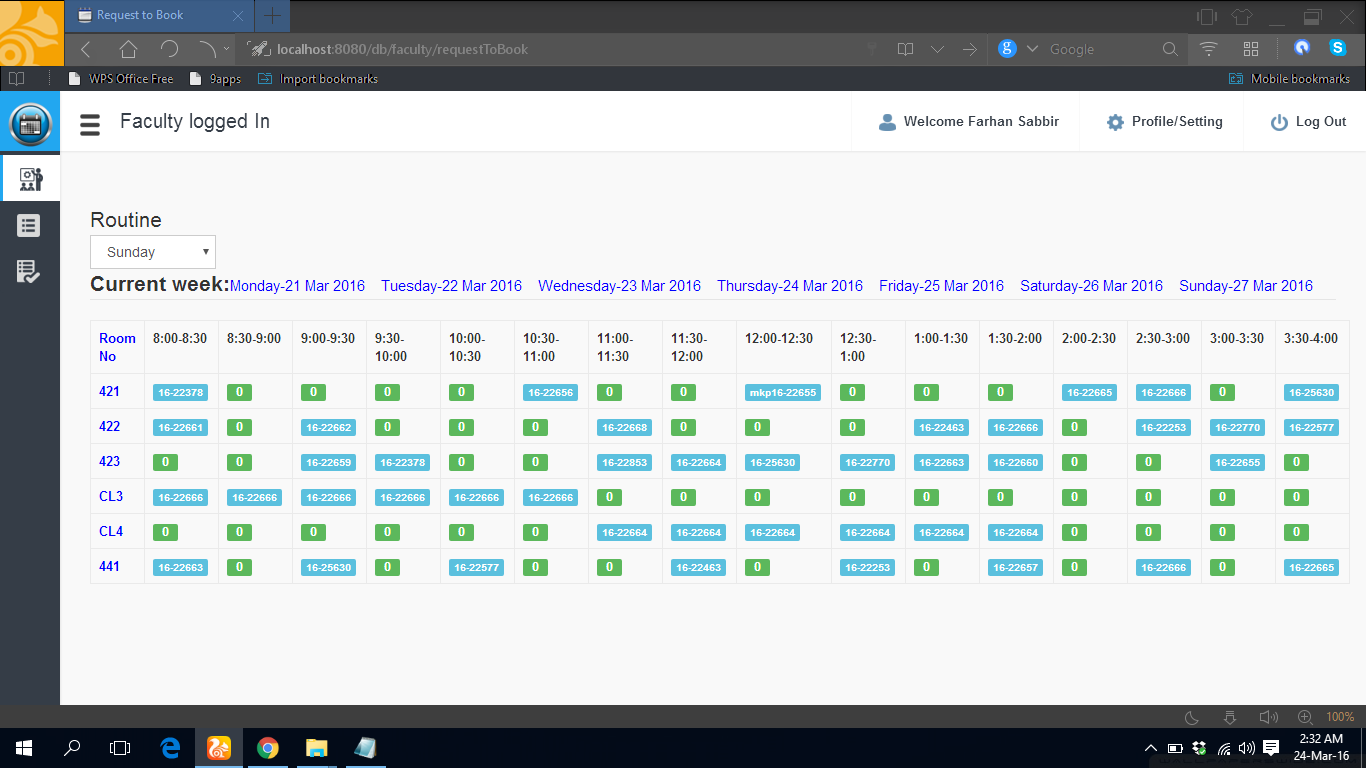 Request to Book
localhost:8080/db/faculty/requestToBook
Google
WPS Office Free 9apps Import bookmarks Mobile bookmarks
Faculty logged In Welcome Farhan Sabbir Profile/Setting Log Out
Routine
Sunday
Current week:Monday-21 Mar 2016 Tuesday-22 Mar 2016 Wednesday-23 Mar 2016 Thursday-24 Mar 2016 Friday-25 Mar 2016 Saturday-26 Mar 2016 Sunday-27 Mar 2016
Room No 8:00-8:30 8:30-9:00 9:00-9:30 9:30-10:00 10:00-10:30 10:30-11:00 11:00-11:30 11:30-12:00 12:00-12:30 12:30-1:00 1:00-1:30 1:30-2:00 2:00-2:30 2:30-3:00 3:00-3:30 3:30-4:00
421 16-22378 0 0 0 0 16-22656 0 0 mkp16-22655 0 0 0 16-22665 16-22666 0 16-25630
422 16-22661 0 16-22662 0 0 0 16-22668 0 0 0 16-22463 16-22666 0 16-22253 16-22770 16-22577
423 0 0 16-22659 16-22378 0 0 16-22853 16-22664 16-25630 16-22770 16-22663 16-22660 0 0 16-22655 0
CL3 16-22666 16-22666 16-22666 16-22666 16-22666 16-22666 0 0 0 0 0 0 0 0 0 0
CL4 0 0 0 0 0 0 16-22664 16-22664 16-22664 16-22664 16-22664 16-22664 0 0 0 0
441 16-22663 0 16-25630 0 16-22577 0 0 16-22463 0 16-22253 0 16-22657 0 16-22666 0 16-22665
100%
2:32 AM
24-Mar-16